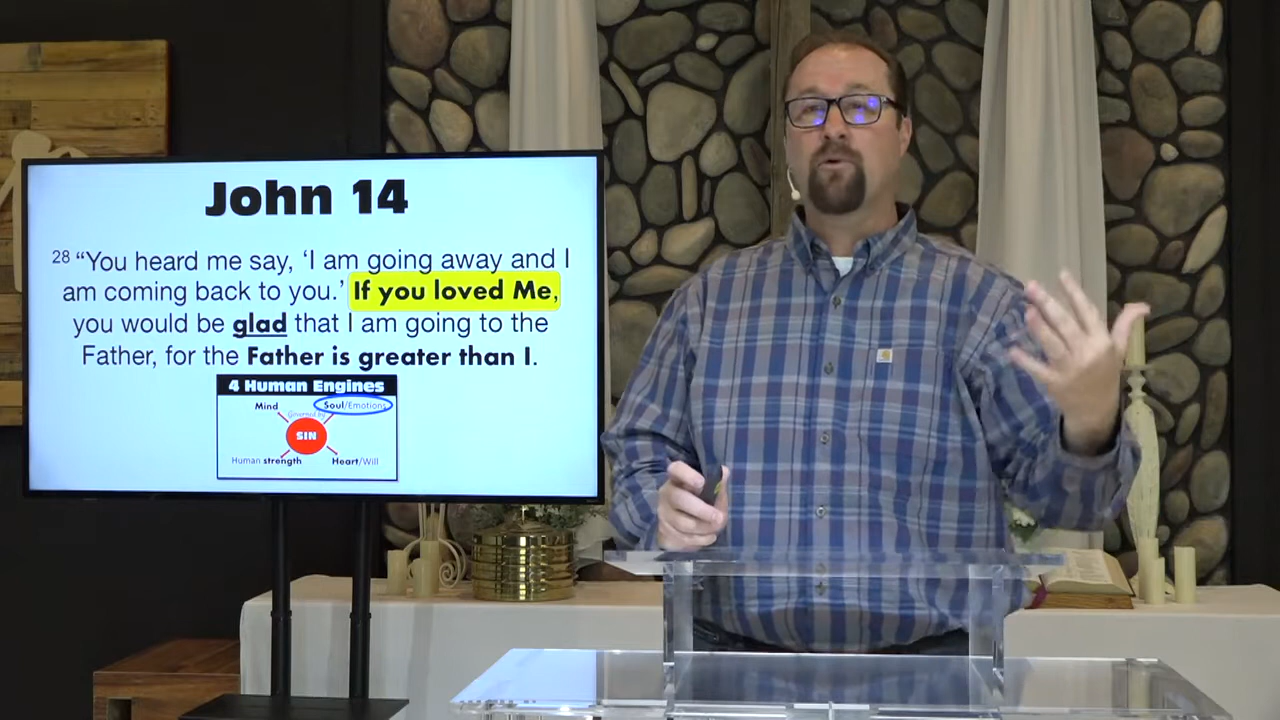 John 14
28 “You heard me say, ‘I am going away and I
am coming back to you.’ If you loved Me,
you would be glad that I am going to the
Father, for the Father is greater than I.
4 Human Engines
Mind Soul/Emotions
Governed by
SIN
Human strength Heart/Will